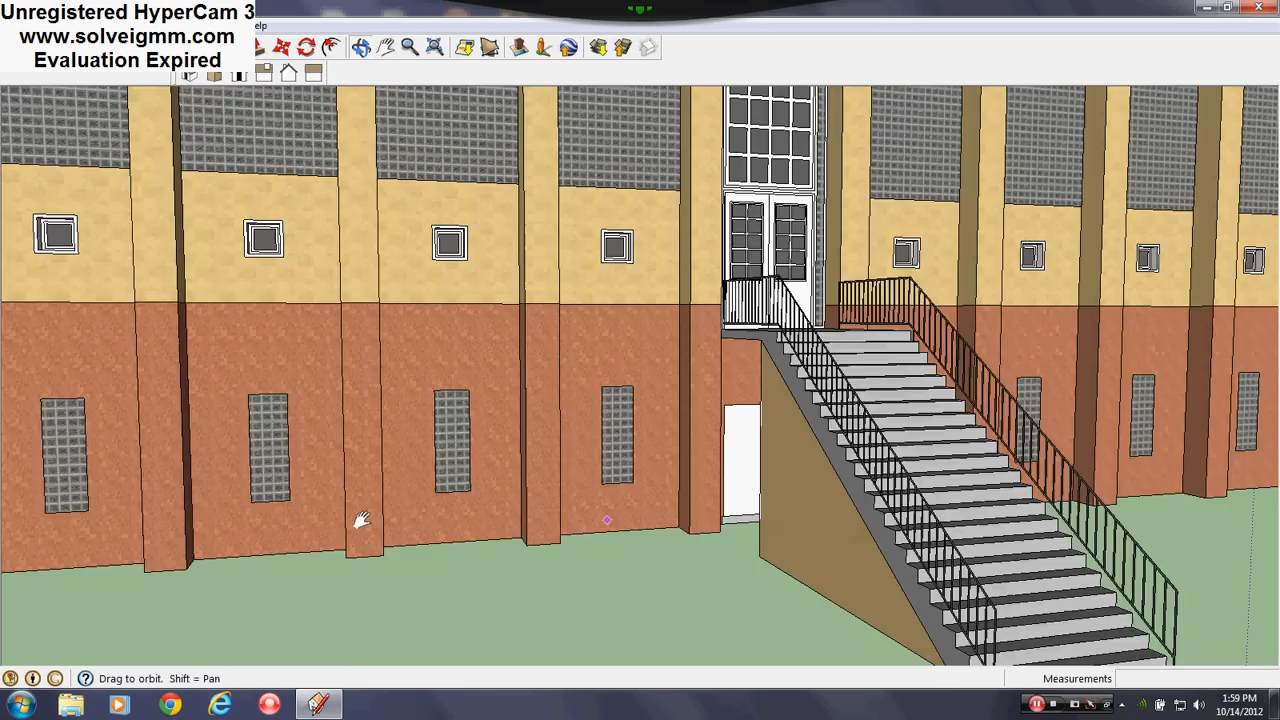 Unregistered HyperCam 3
www.solveigmm.com
Evaluation Expired
elp
Drag to orbit. Shift = Pan
Measurements
1:59 PM
10/14/2012